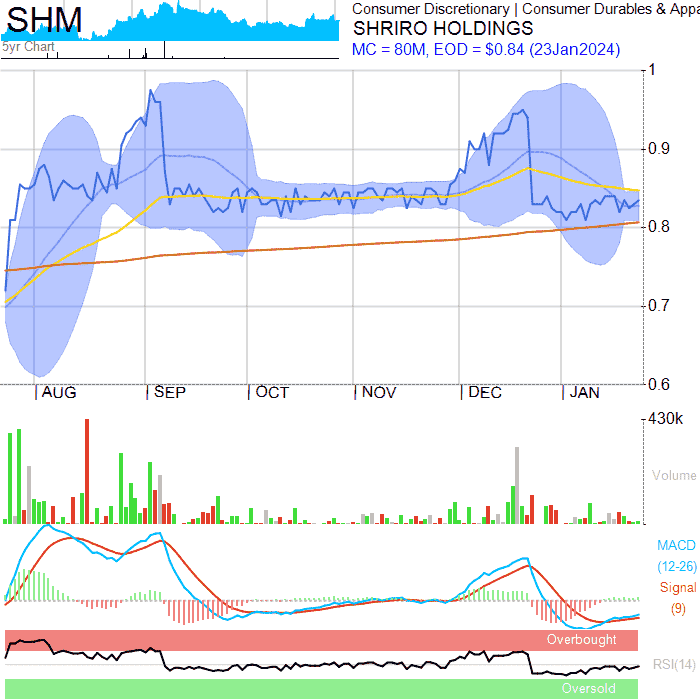 SHM
5yr Chart
Consumer Discretionary | Consumer Durables & Appa
SHRIRO HOLDINGS
MC = 80M, EOD = $0.84 (23Jan2024)
1
0.9
0.8
0.7
0.6
AUG SEP OCT NOV DEC JAN
430k
Volume
MACD
(12-26)
Signal
(9)
Overbought
RSI(14)
Oversold